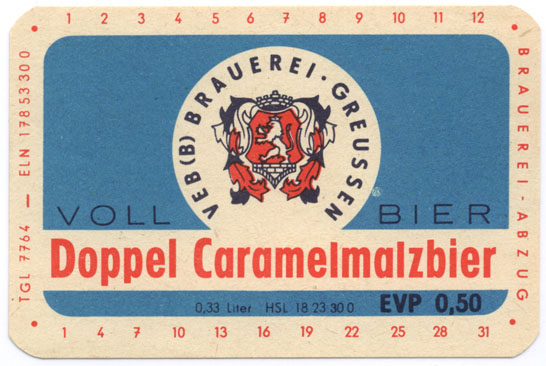 • 1 2 3 4 5 6 7 8 9 10 11 12 •
TGL 7764 — ELN 17853300
BRAUEREI-ABZUG
VEB (B) BRAUEREI · GREUSSEN
VOLL BIER
Doppel Caramelmalzbier
0,33 Liter HSL 18 23 30 0 EVP 0,50
• 1 4 7 10 13 16 19 22 25 28 31 •